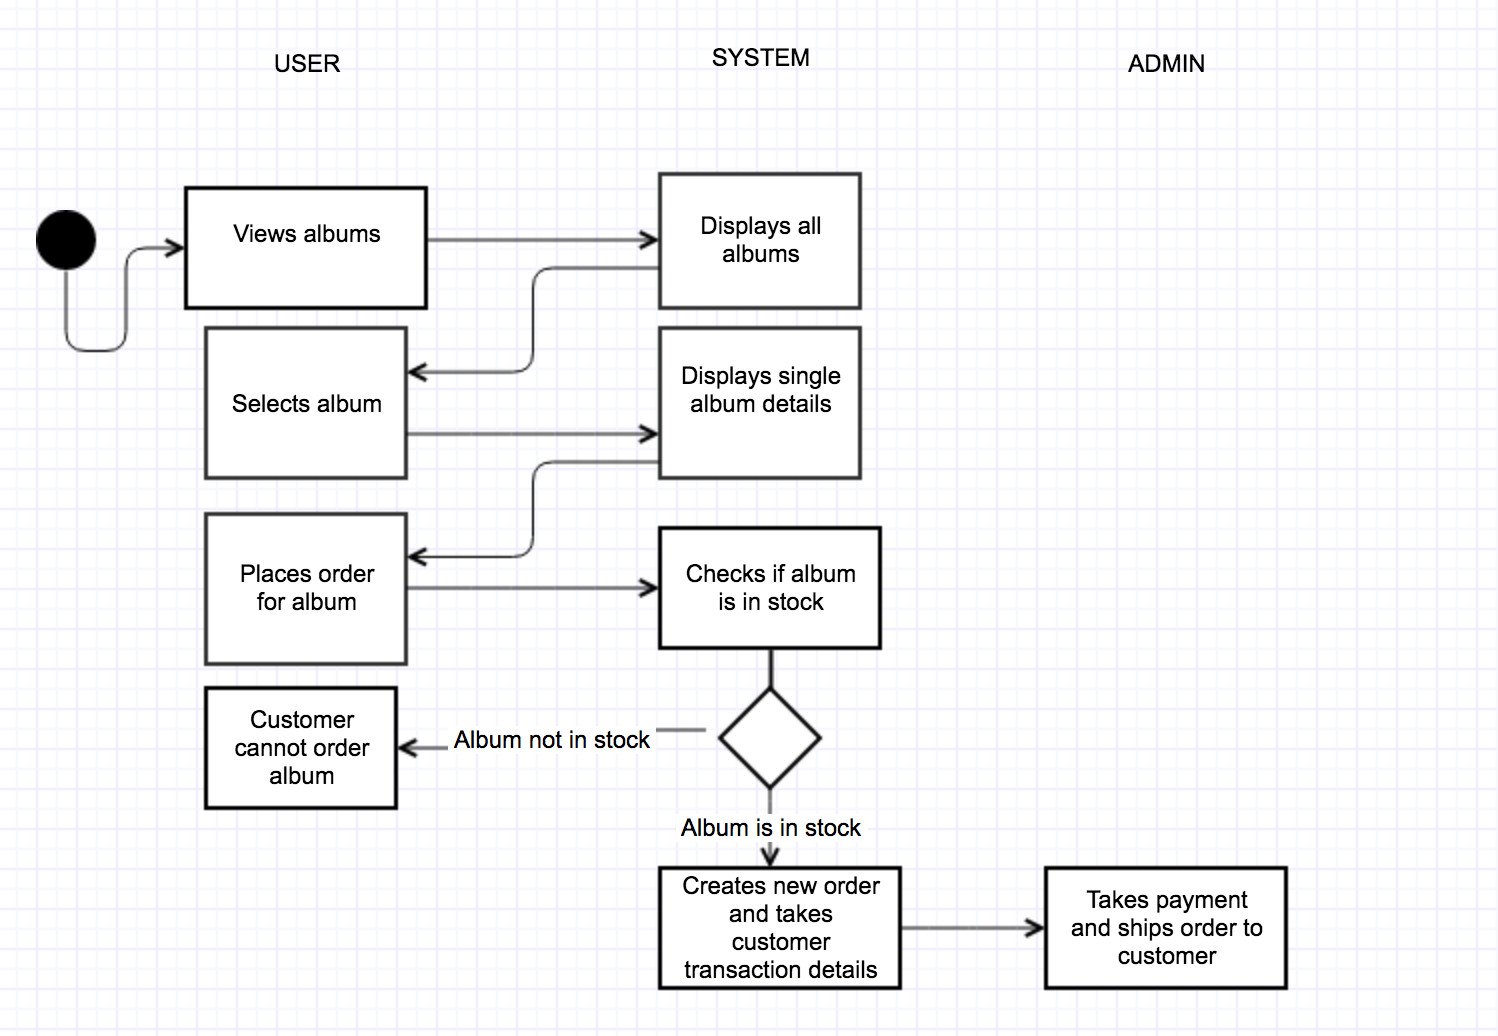 USER
SYSTEM
ADMIN
Views albums
Displays all
albums
Selects album
Displays single
album details
Places order
for album
Checks if album
is in stock
Customer
cannot order
album
Album not in stock
Album is in stock
Creates new order
and takes
customer
transaction details
Takes payment
and ships order to
customer